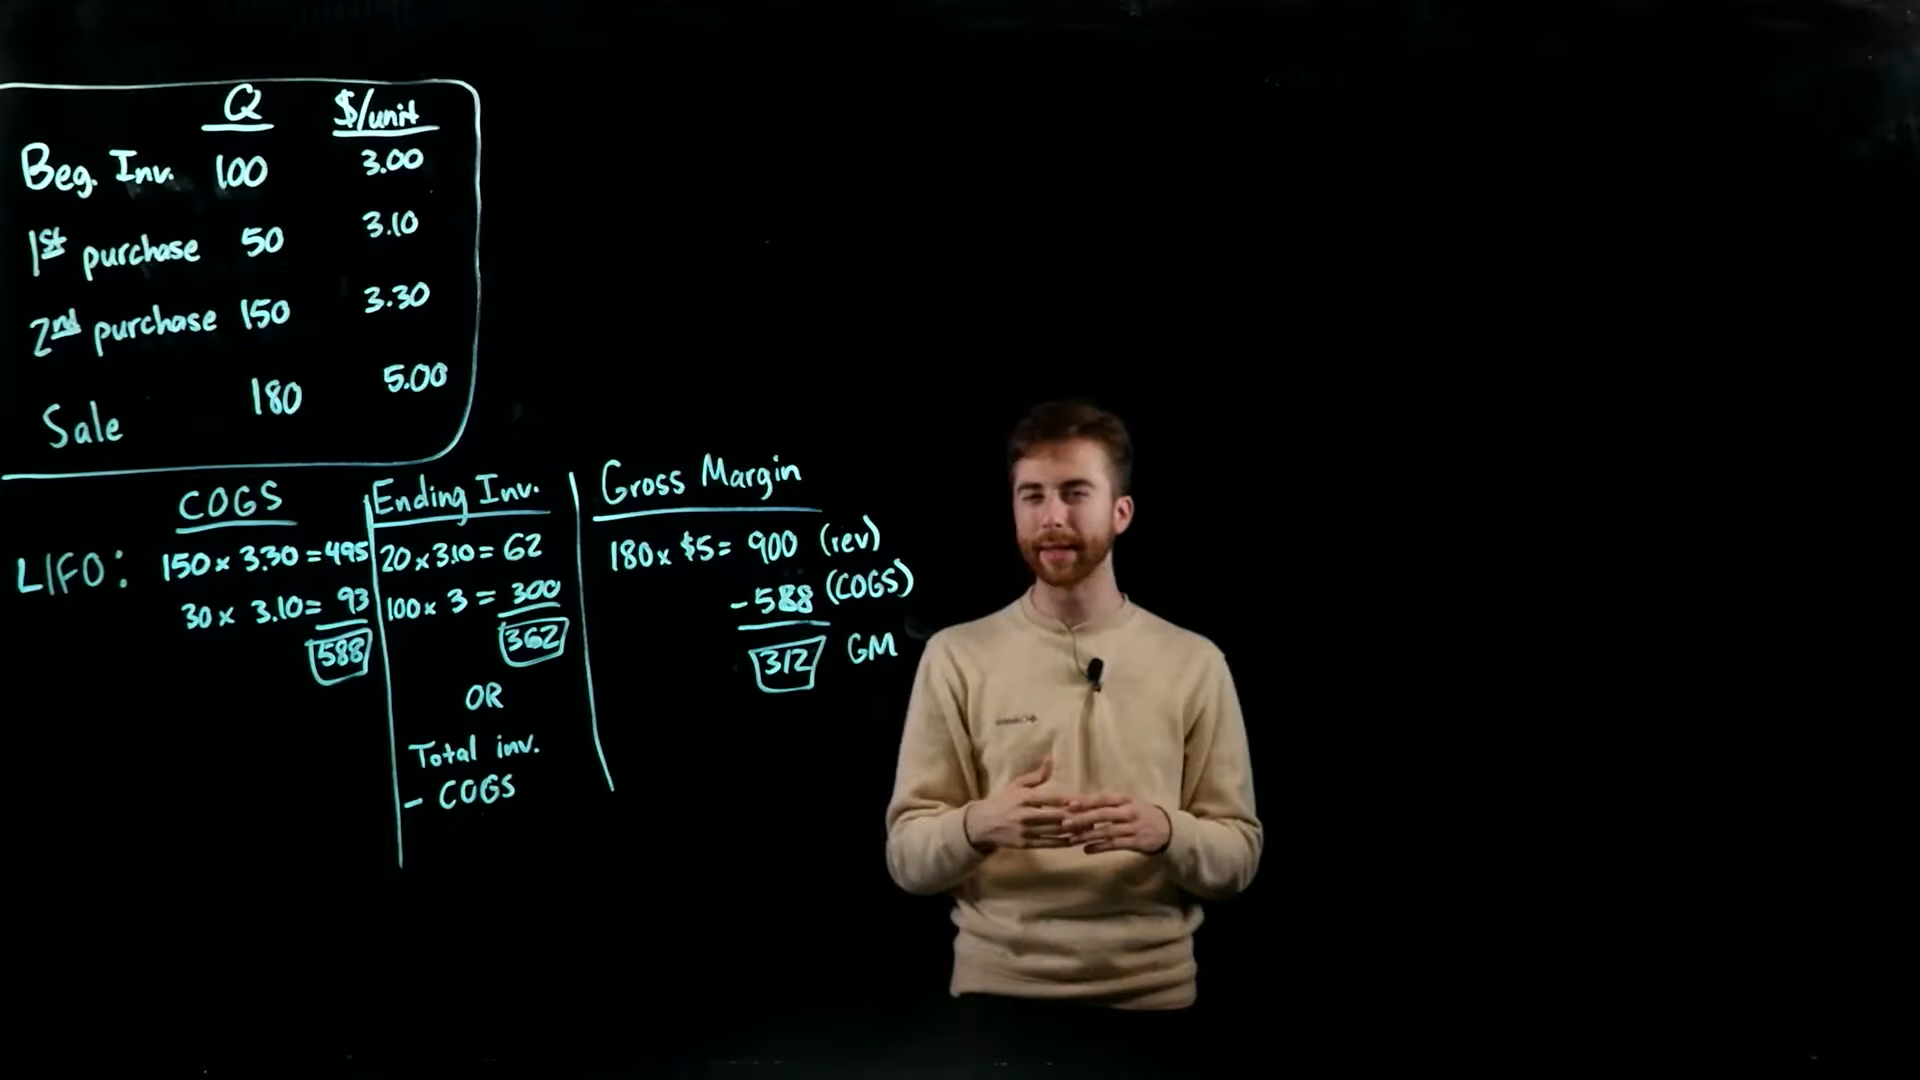 Q $/unit
Beg. Inv. 100 3.00
1st purchase 50 3.10
2nd purchase 150 3.30
Sale 180 5.00
COGS Ending Inv. Gross Margin
LIFO: 150 x 3.30 = 495 20 x 3.10 = 62 180 x $5 = 900 (rev)
30 x 3.10 = 93 100 x 3 = 300 - 588 (COGS)
588 362 312 GM
OR
Total inv.
- COGS